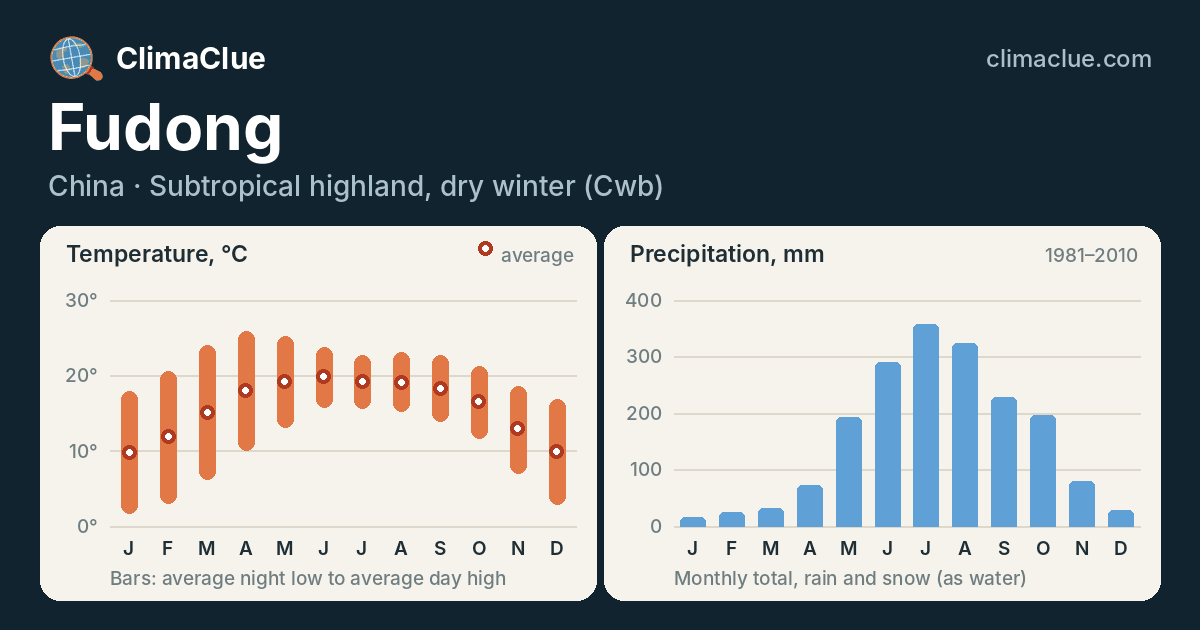 ClimaClue
climaclue.com
Fudong
China · Subtropical highland, dry winter (Cwb)
Temperature, °C
average
30°
20°
10°
0°
J F M A M J J A S O N D
Bars: average night low to average day high
Precipitation, mm
1981–2010
400
300
200
100
0
J F M A M J J A S O N D
Monthly total, rain and snow (as water)